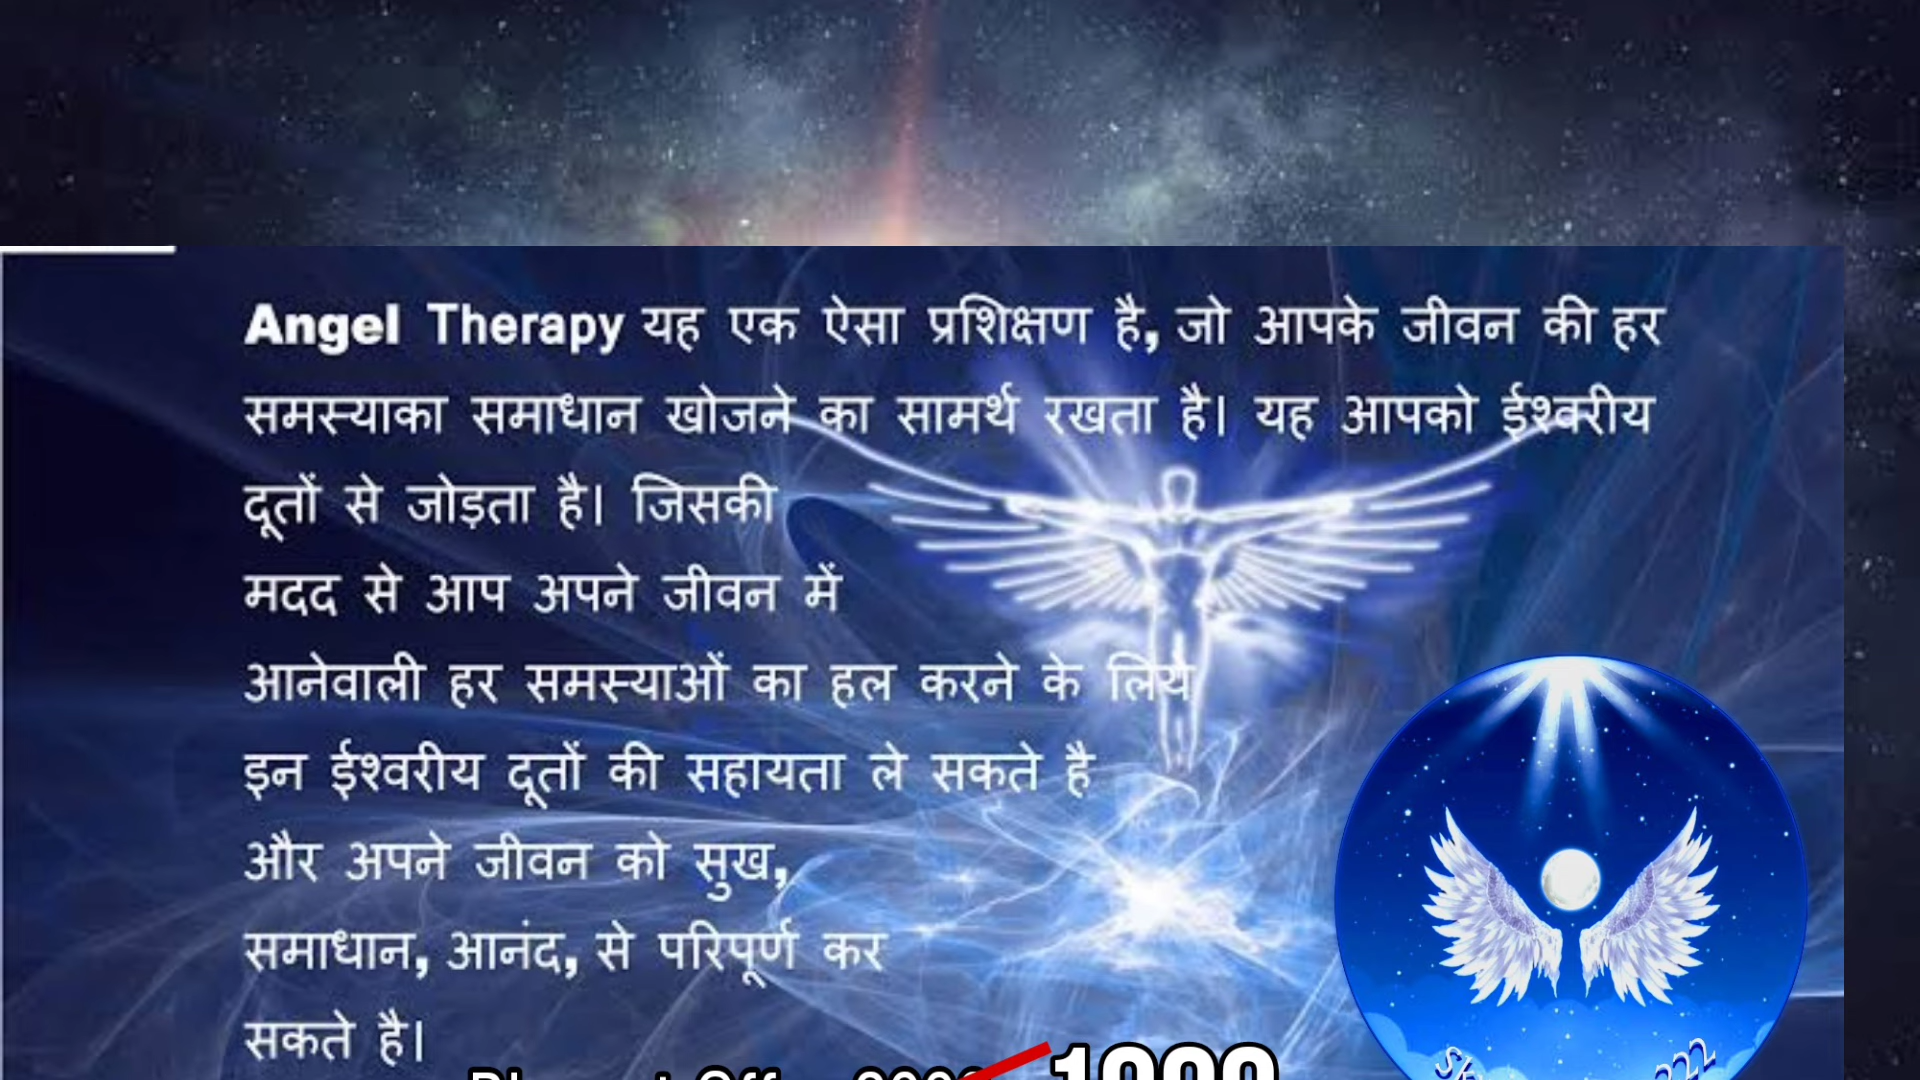 Angel Therapy यह एक ऐसा प्रशिक्षण है, जो आपके जीवन की हर
समस्याका समाधान खोजने का सामर्थ रखता है। यह आपको ईश्वरीय
दूतों से जोड़ता है। जिसकी
मदद से आप अपने जीवन में
आनेवाली हर समस्याओं का हल करने के लिये
इन ईश्वरीय दूतों की सहायता ले सकते है
और अपने जीवन को सुख,
समाधान, आनंद, से परिपूर्ण कर
सकते है।